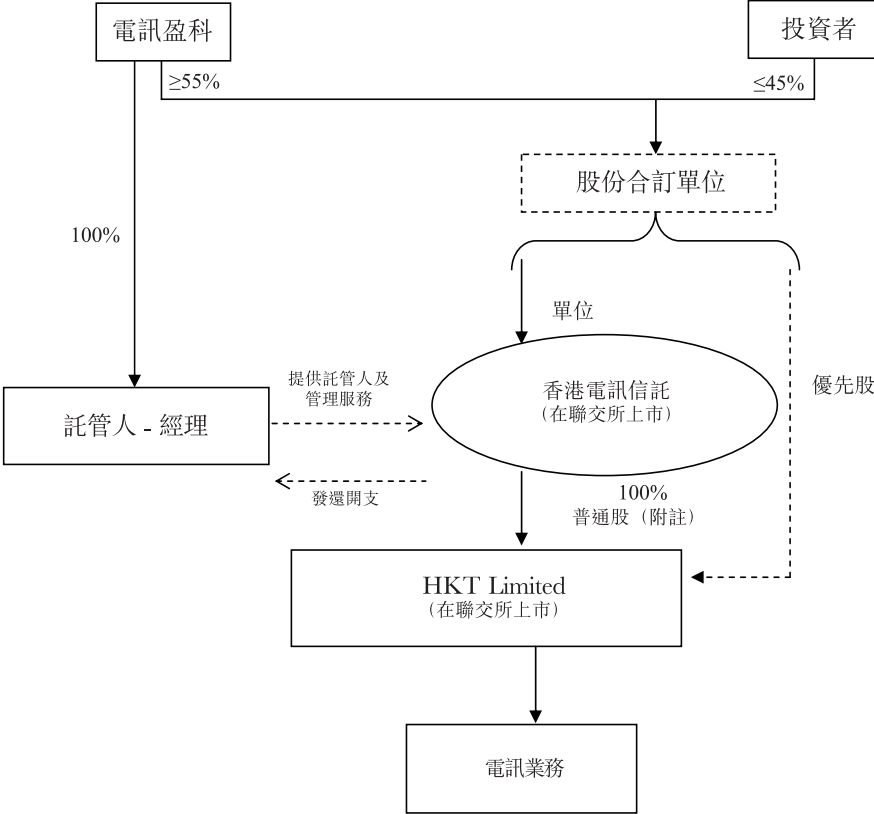 電訊盈科
投資者
≥55%
≤45%
股份合訂單位
100%
單位
提供託管人及
管理服務
香港電訊信託
(在聯交所上市)
優先股
託管人 - 經理
發還開支
100%
普通股（附註）
HKT Limited
(在聯交所上市)
電訊業務